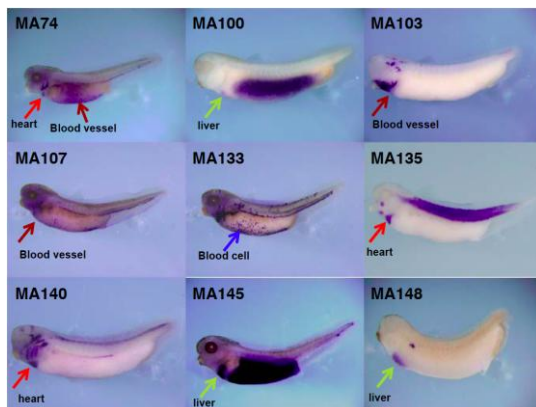 MA74
MA100
MA103
heart
Blood vessel
liver
Blood vessel
MA107
MA133
MA135
Blood vessel
Blood cell
heart
MA140
MA145
MA148
heart
liver
liver